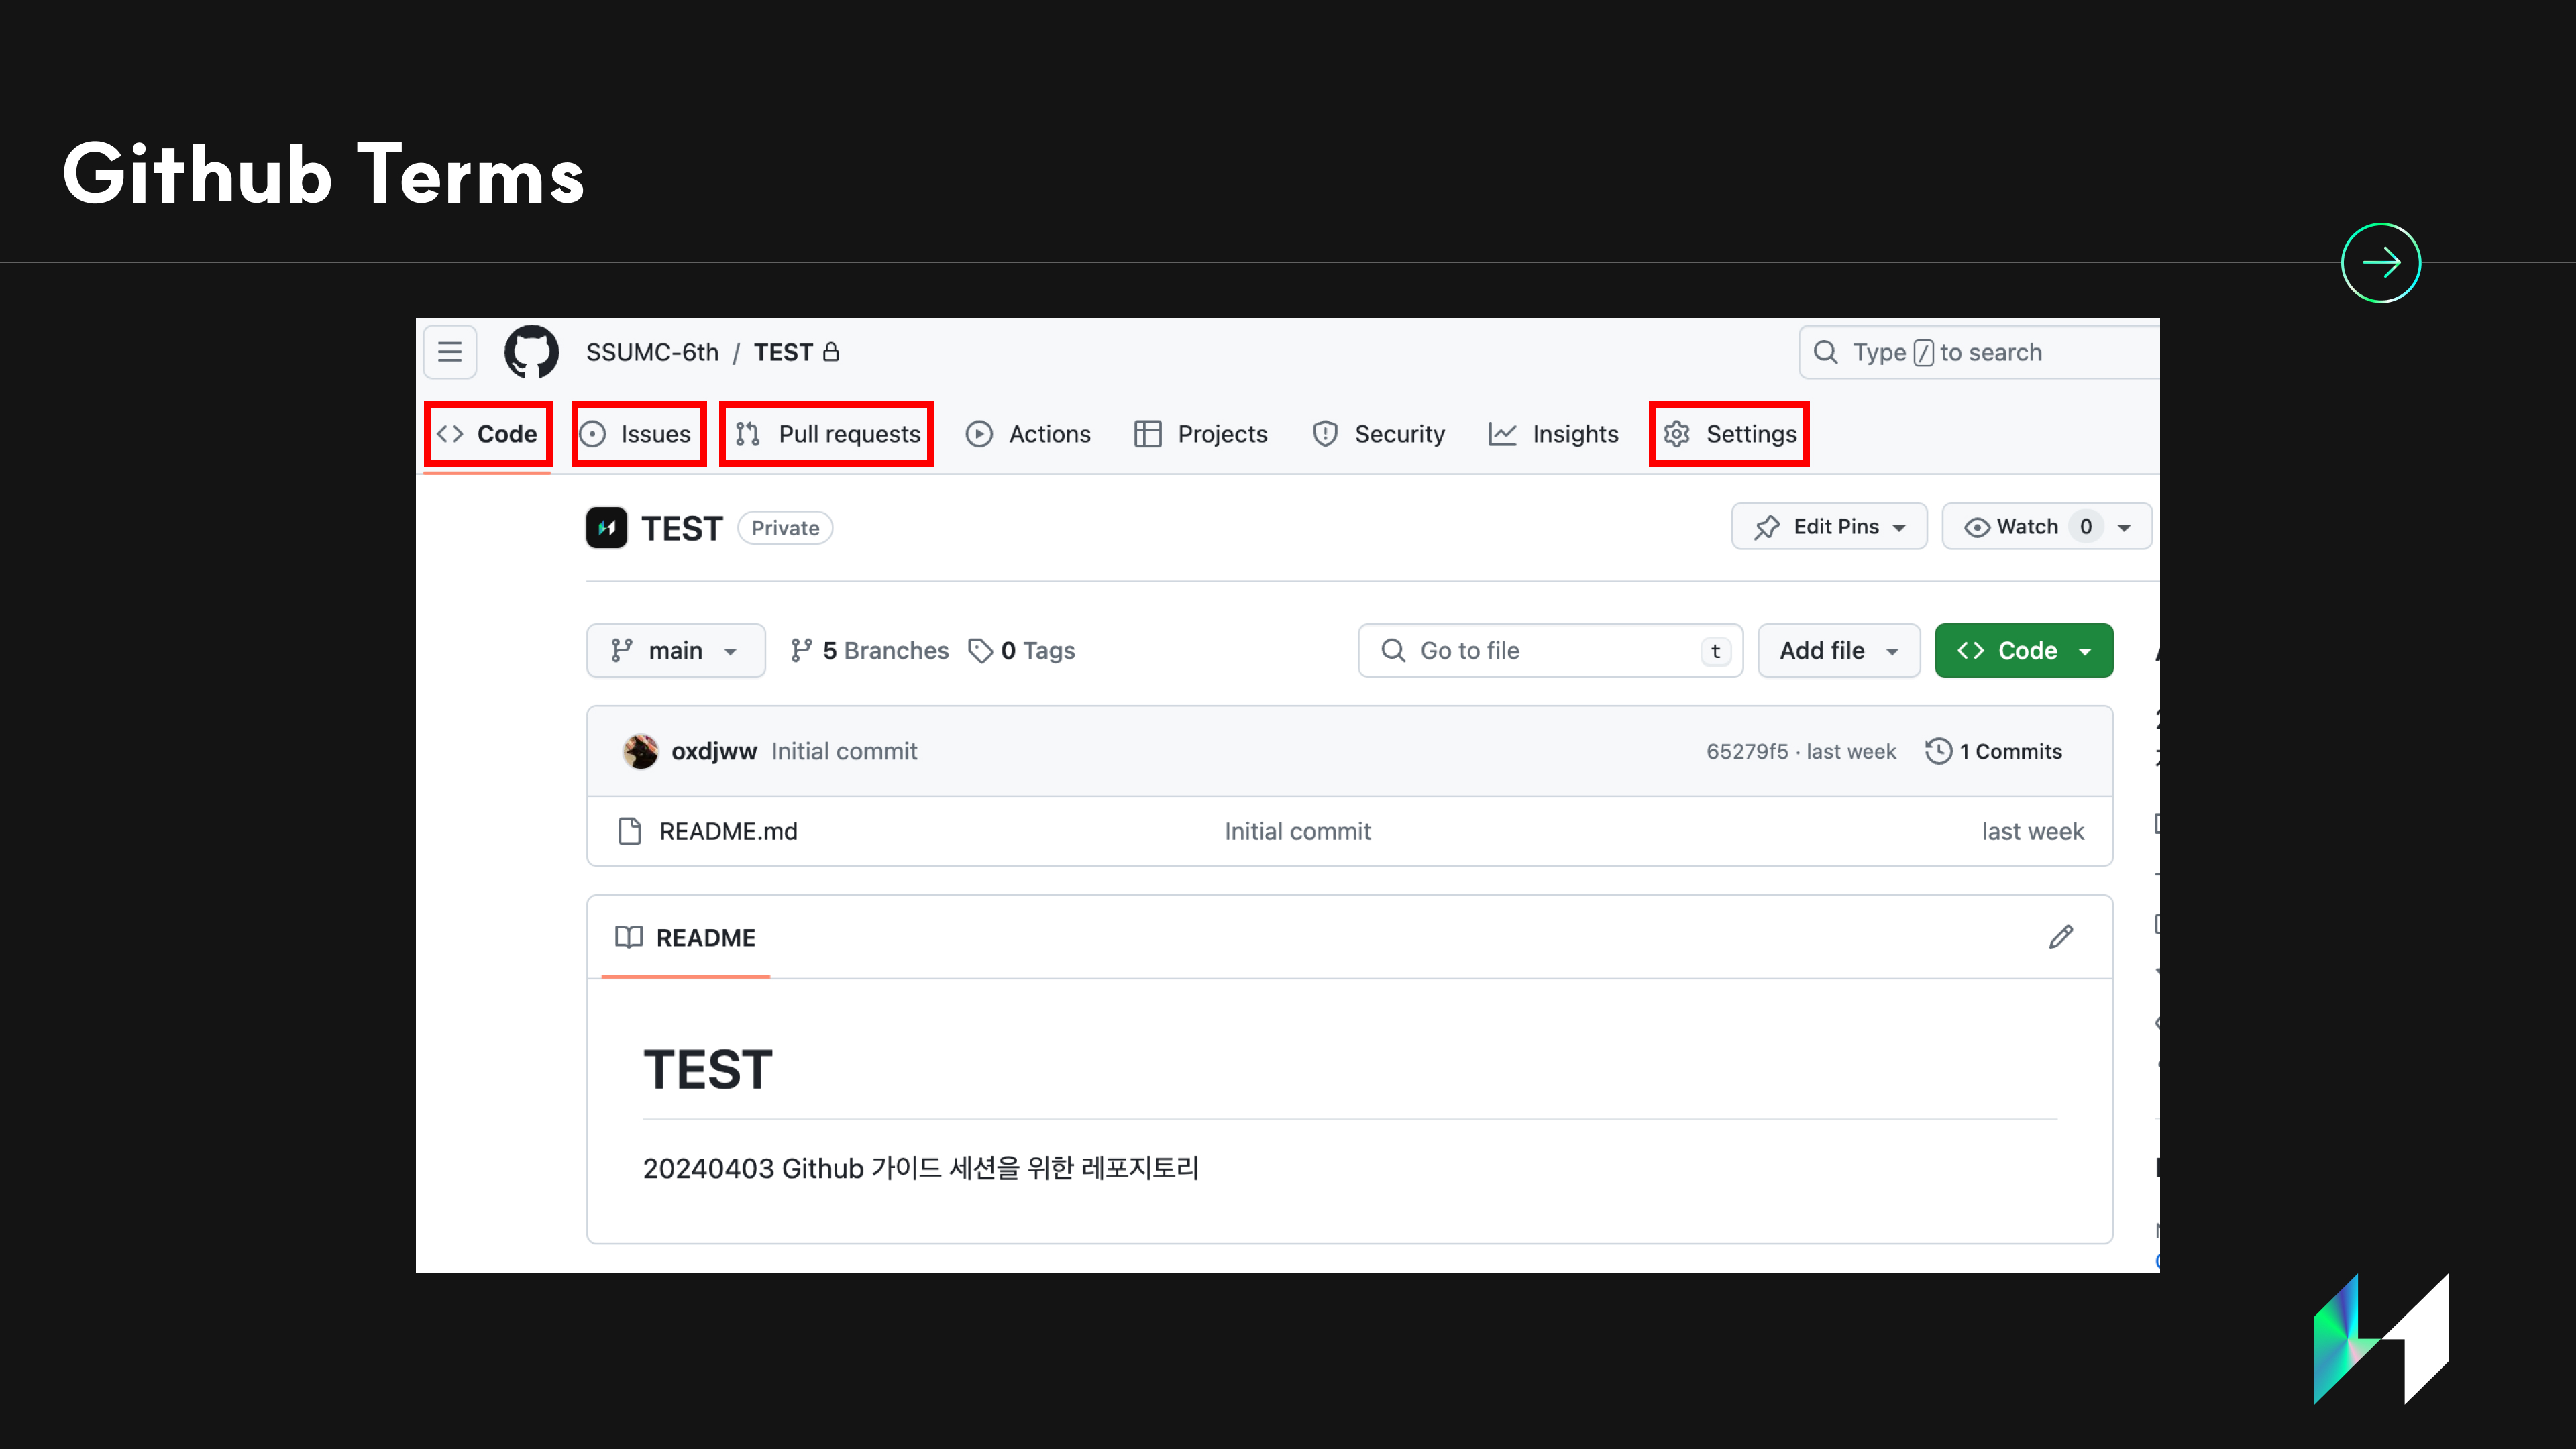 Github Terms
SSUMC-6th / TEST
Type / to search
Code
Issues
Pull requests
Actions
Projects
Security
Insights
Settings
TEST Private
Edit Pins
Watch 0
main
5 Branches
0 Tags
Go to file t
Add file
Code
oxdjww Initial commit
65279f5 · last week
1 Commits
README.md Initial commit last week
README
TEST
20240403 Github 가이드 세션을 위한 레포지토리